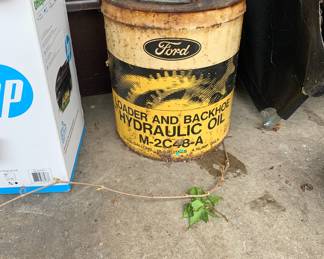 hp
Ford
LOADER AND BACKHOE
HYDRAULIC OIL
M-2C48-A